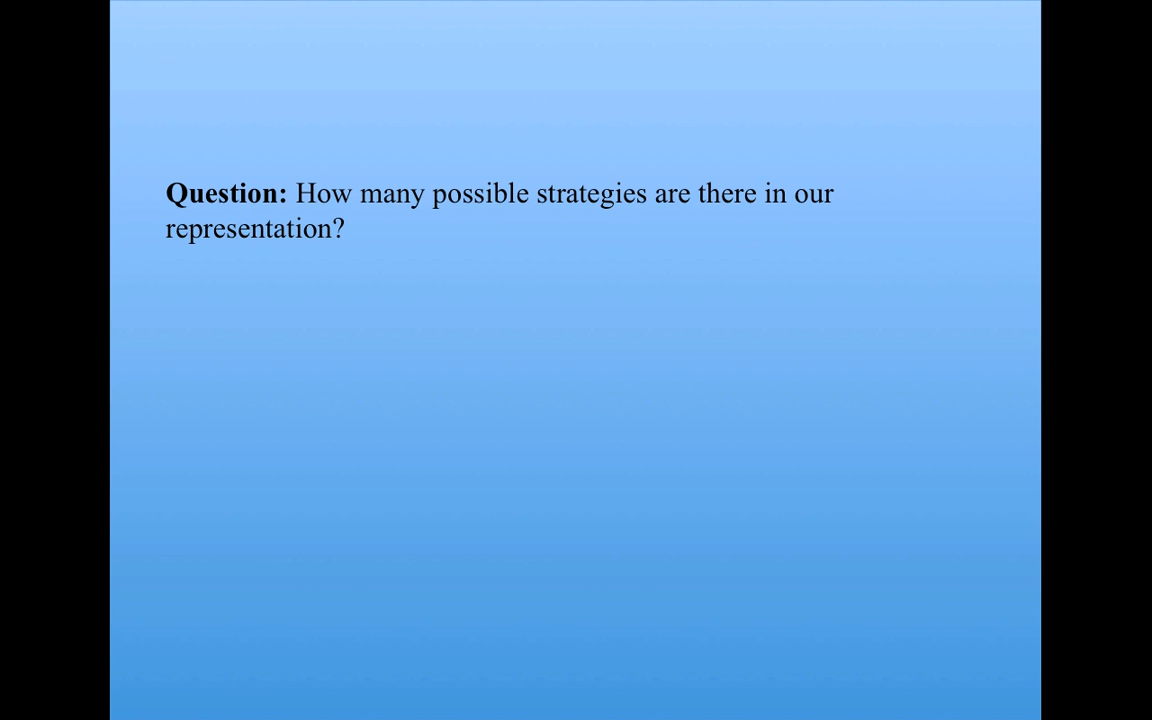 Question: How many possible strategies are there in our
representation?